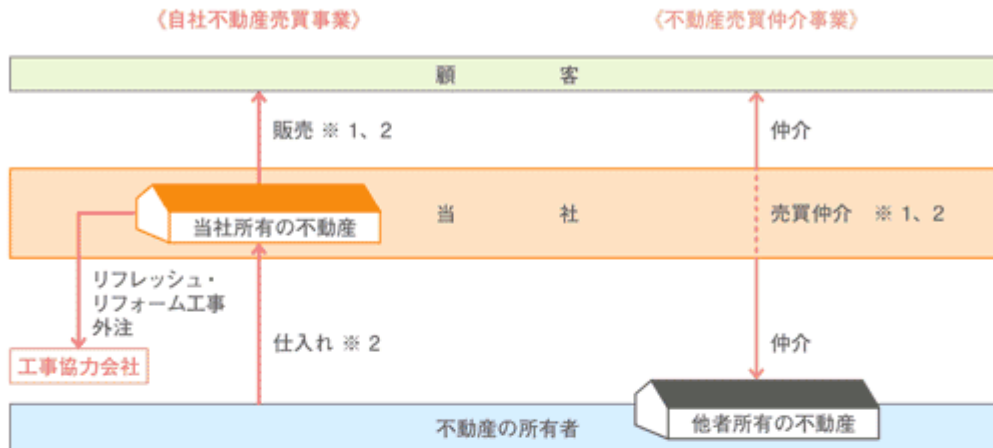 《自社不動産売買事業》
《不動産売買仲介事業》
顧 客
販売 ※ 1、2
仲介
当社所有の不動産
当 社
売買仲介 ※ 1、2
リフレッシュ・
リフォーム工事
外注
仕入れ ※ 2
仲介
工事協力会社
不動産の所有者
他者所有の不動産